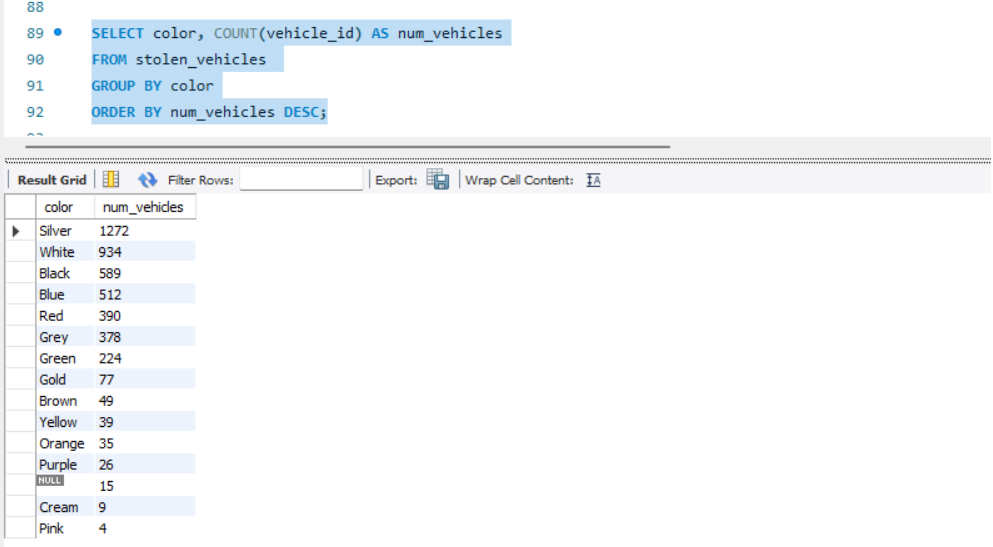 88
89 SELECT color, COUNT(vehicle_id) AS num_vehicles
90 FROM stolen_vehicles
91 GROUP BY color
92 ORDER BY num_vehicles DESC;
Result Grid Filter Rows: Export: Wrap Cell Content: IA
color num_vehicles
Silver 1272
White 934
Black 589
Blue 512
Red 390
Grey 378
Green 224
Gold 77
Brown 49
Yellow 39
Orange 35
Purple 26
NULL 15
Cream 9
Pink 4